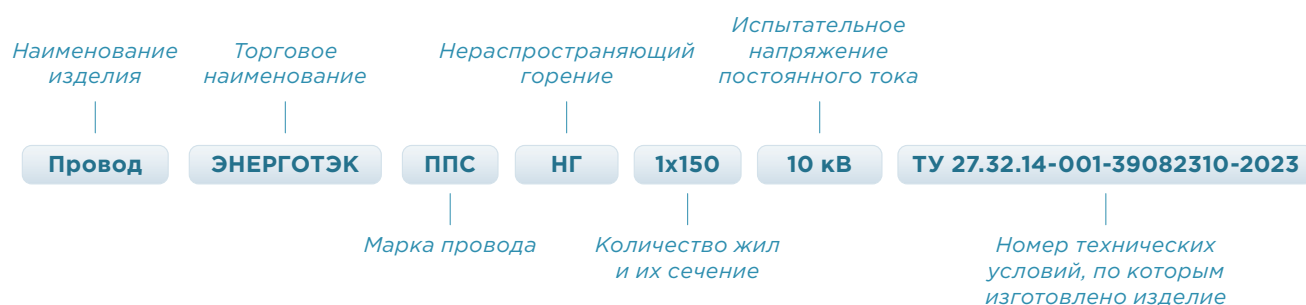 Наименование
изделия
Торговое
наименование
Нераспространяющий
горение
Испытательное
напряжение
постоянного тока
Провод ЭНЕРГОТЭК ППС НГ 1х150 10 кВ ТУ 27.32.14-001-39082310-2023
Марка провода
Количество жил
и их сечение
Номер технических
условий, по которым
изготовлено изделие